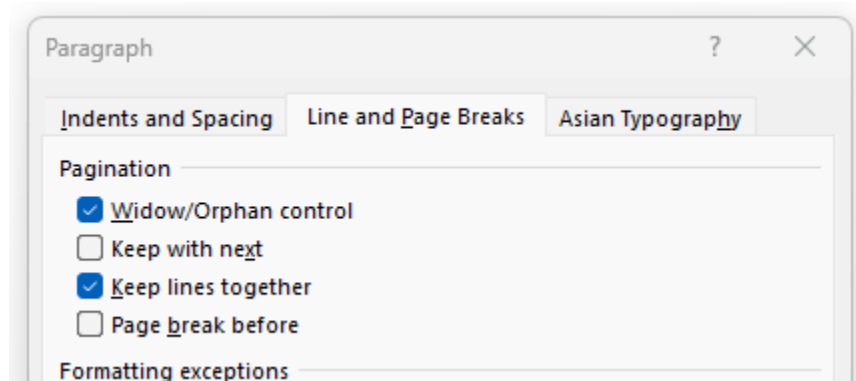 Paragraph ?
Indents and Spacing Line and Page Breaks Asian Typography
Pagination
Widow/Orphan control
Keep with next
Keep lines together
Page break before
Formatting exceptions